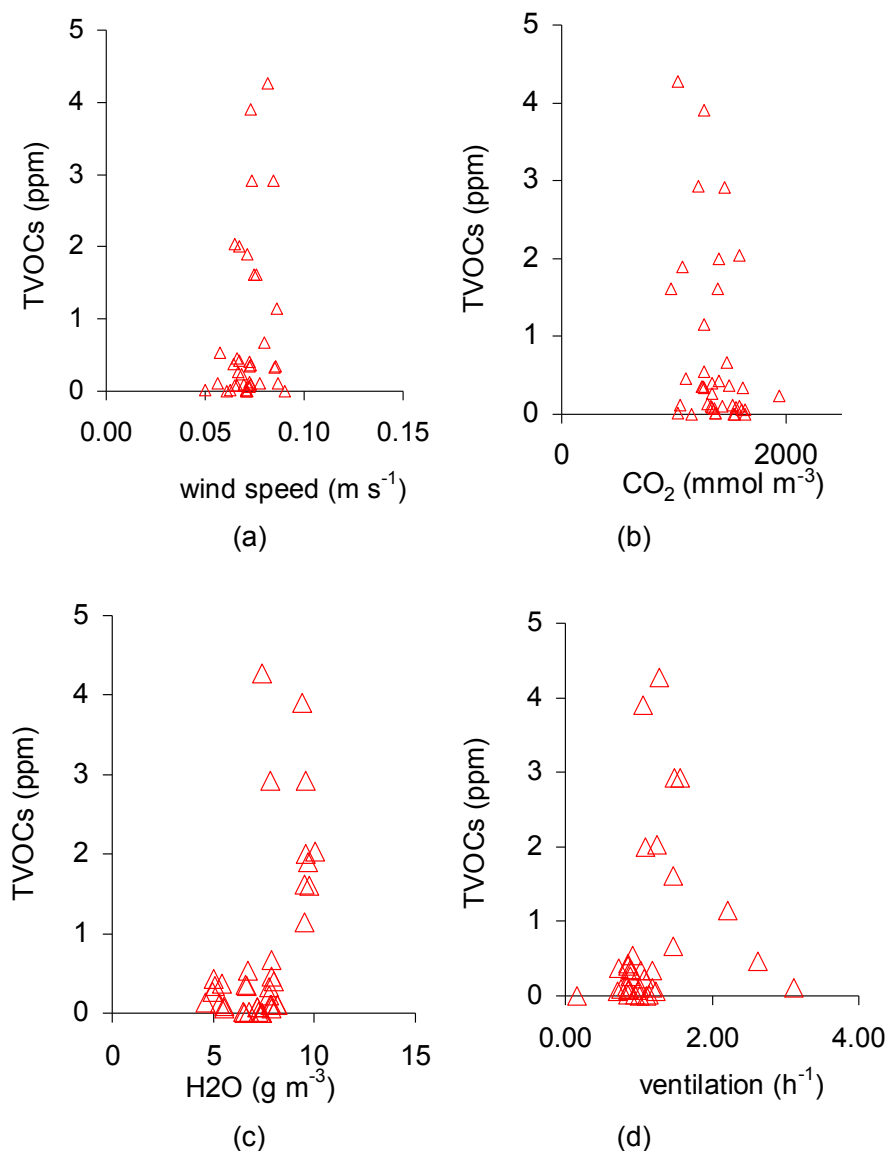 5
4
3
2
1
0
TVOCs (ppm)
0.00 0.05 0.10 0.15
wind speed (m s⁻¹)
(a)
5
4
3
2
1
0
TVOCs (ppm)
0 2000
CO₂ (mmol m⁻³)
(b)
5
4
3
2
1
0
TVOCs (ppm)
0 5 10 15
H2O (g m⁻³)
(c)
5
4
3
2
1
0
TVOCs (ppm)
0.00 2.00 4.00
ventilation (h⁻¹)
(d)